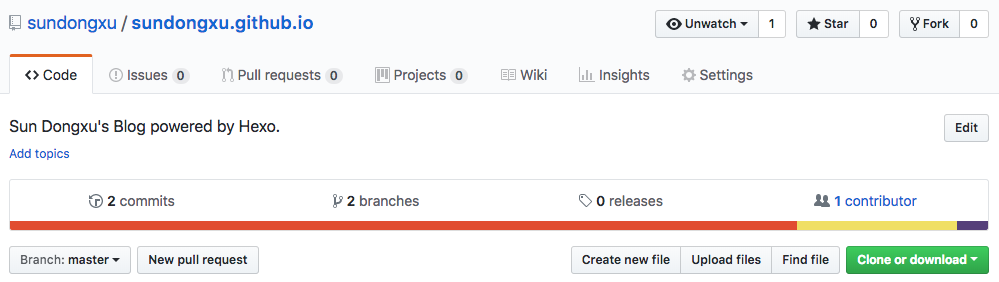 sundongxu / sundongxu.github.io Unwatch 1 Star 0 Fork 0
Code Issues 0 Pull requests 0 Projects 0 Wiki Insights Settings
Sun Dongxu's Blog powered by Hexo. Edit
Add topics
2 commits 2 branches 0 releases 1 contributor
Branch: master New pull request Create new file Upload files Find file Clone or download